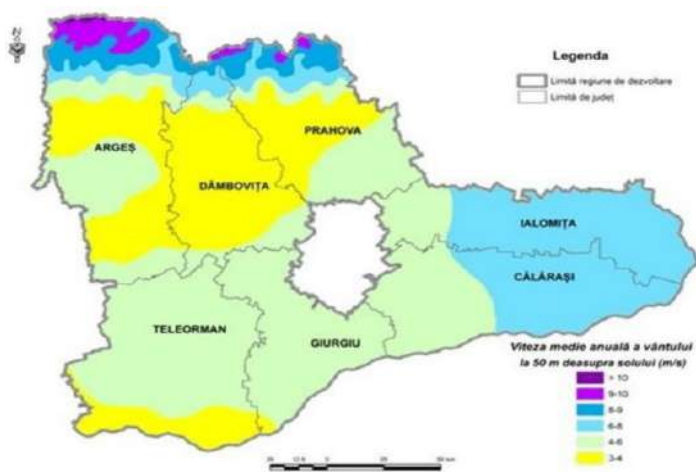 N
Legenda
Limită regiune de dezvoltare
Limită de județ
PRAHOVA
ARGEȘ
DÂMBOVIȚA
IALOMIȚA
CĂLĂRAȘI
TELEORMAN
GIURGIU
Viteza medie anuală a vântului
la 50 m deasupra solului (m/s)
> 10
9-10
8-9
6-8
4-6
3-4